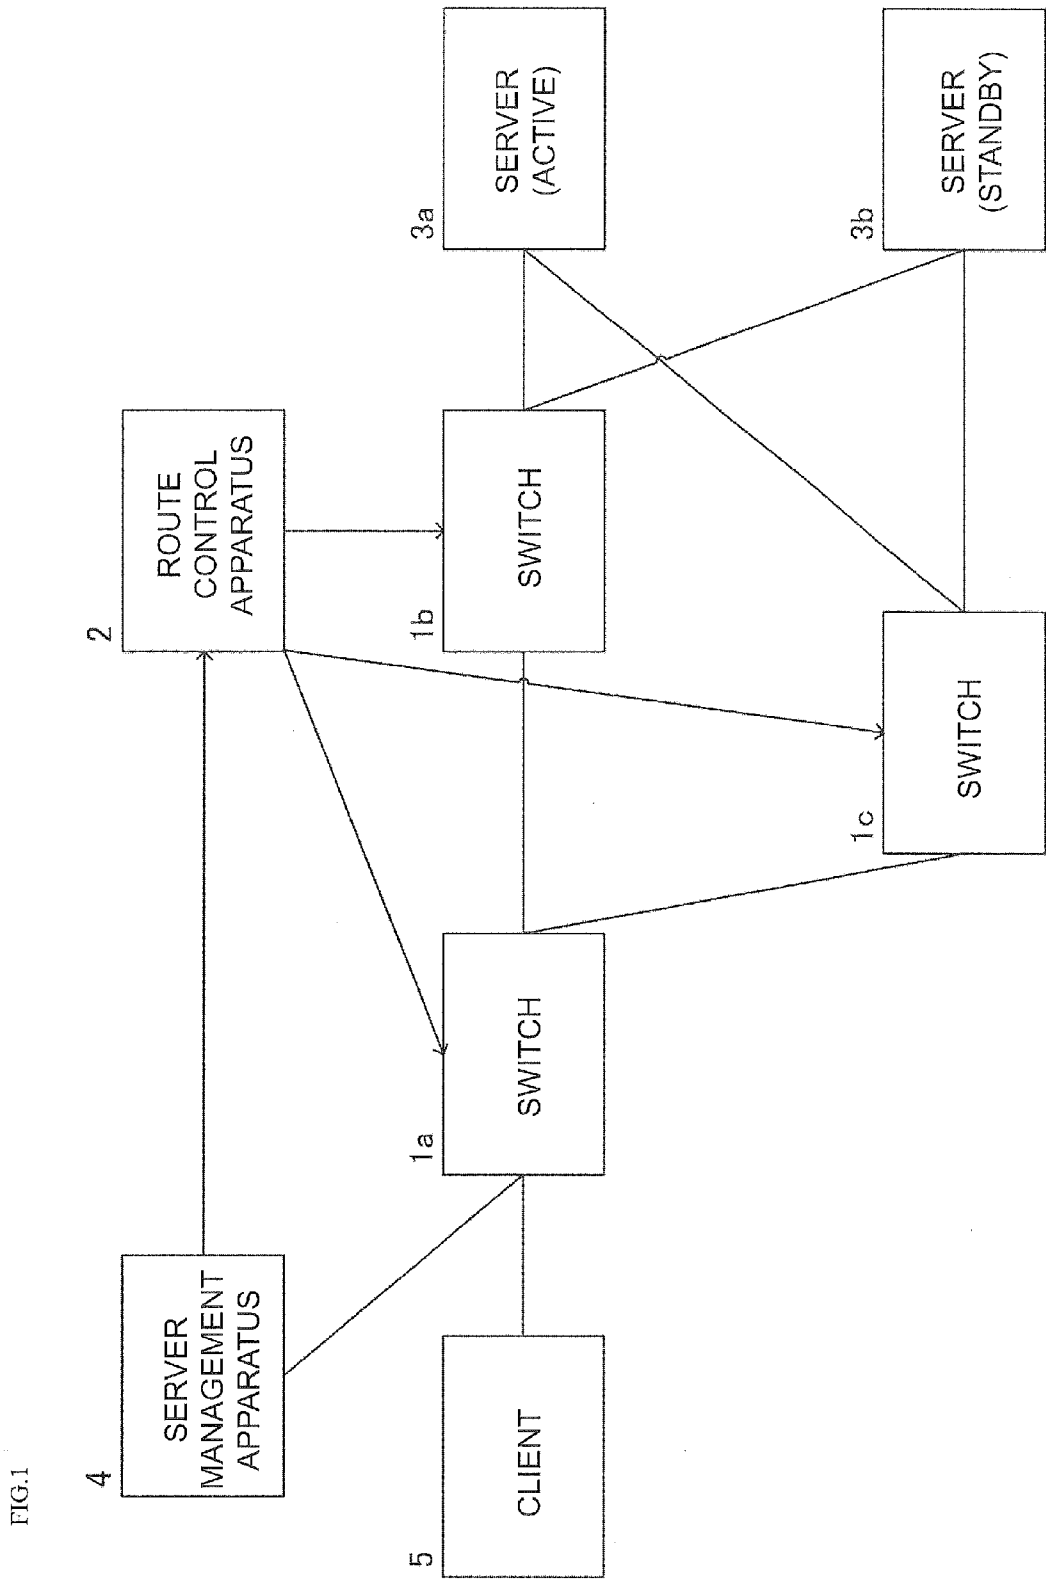 FIG.1
4
SERVER
MANAGEMENT
APPARATUS
2
ROUTE
CONTROL
APPARATUS
5
CLIENT
1a
SWITCH
1b
SWITCH
3a
SERVER
(ACTIVE)
1c
SWITCH
3b
SERVER
(STANDBY)